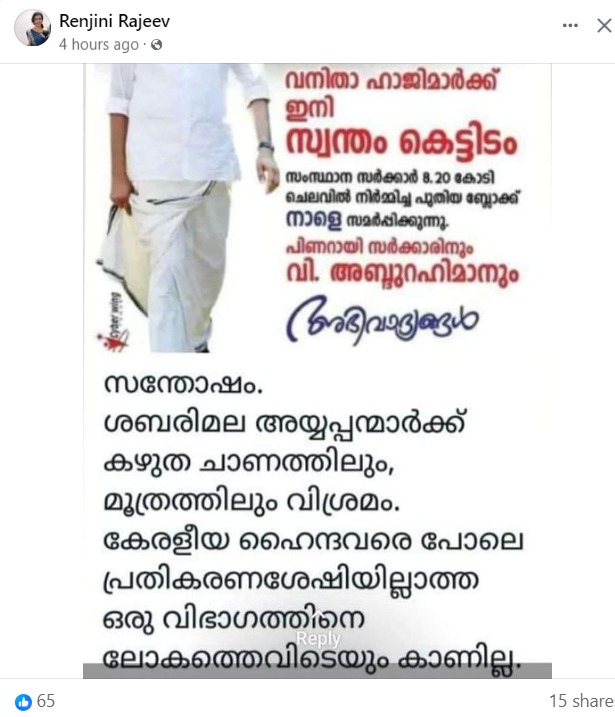 Renjini Rajeev
4 hours ago ·
വനിതാ ഹാജിമാർക്ക്
ഇനി
സ്വന്തം കെട്ടിടം
സംസ്ഥാന സർക്കാർ 8.20 കോടി
ചെലവിൽ നിർമ്മിച്ച പുതിയ ബ്ലോക്ക്
നാളെ സമർപ്പിക്കുന്നു.
പിണറായി സർക്കാരിനും
വി. അബ്ദുറഹിമാനും
അഭിവാദ്യങ്ങൾ
cyber wing
സന്തോഷം.
ശബരിമല അയ്യപ്പന്മാർക്ക്
കഴുത ചാണത്തിലും,
മൂത്രത്തിലും വിശ്രമം.
കേരളീയ ഹൈന്ദവരെ പോലെ
പ്രതികരണശേഷിയില്ലാത്ത
ഒരു വിഭാഗത്തിനെ
Reply
ലോകത്തെവിടെയും കാണില്ല.
65
15 share